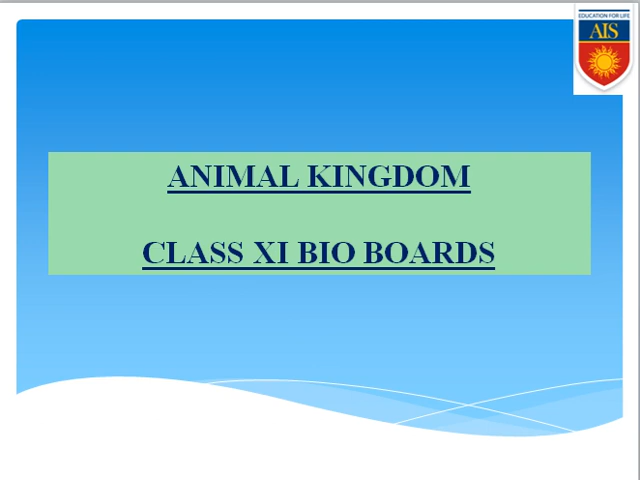 EDUCATION FOR LIFE
AIS
ANIMAL KINGDOM
CLASS XI BIO BOARDS